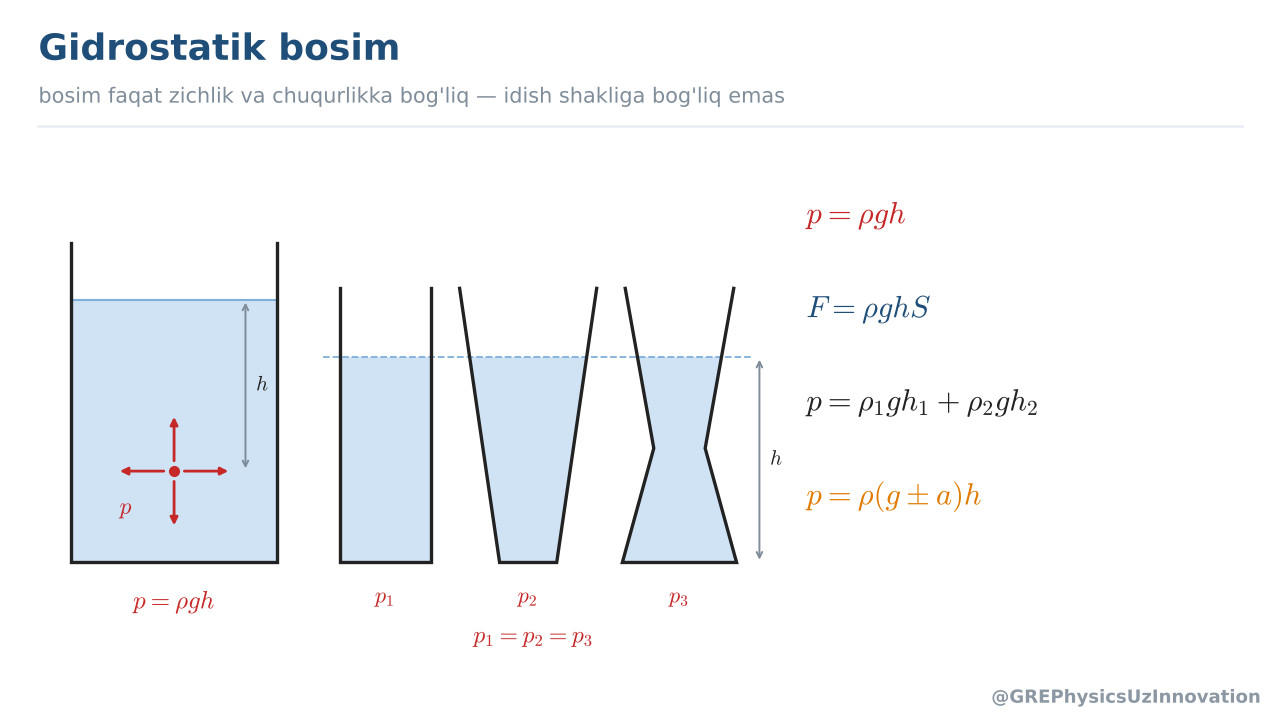 Gidrostatik bosim
bosim faqat zichlik va chuqurlikka bog'liq — idish shakliga bog'liq emas
p = ρgh
F = ρghS
p = ρ₁gh₁ + ρ₂gh₂
p = ρ(g ± a)h
h
p
h
p = ρgh
p₁
p₂
p₃
p₁ = p₂ = p₃
@GREPhysicsUzInnovation